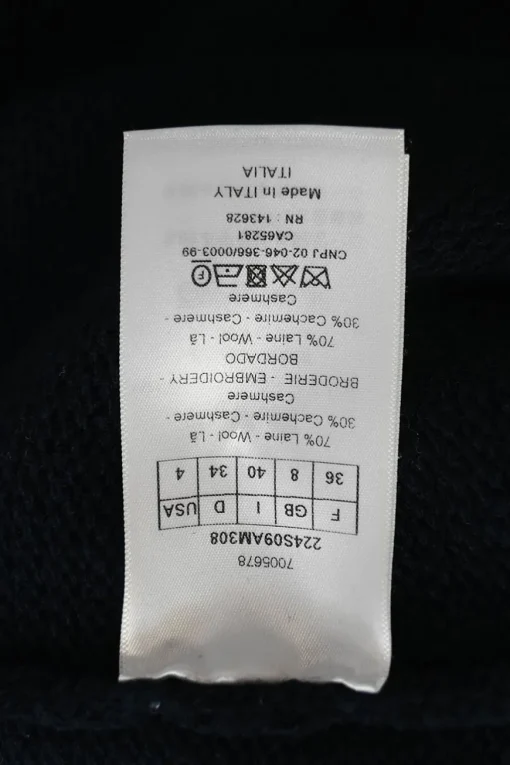 7005678
224S09AM308
F GB I D USA
36 8 40 34 4
70% Laine - Wool - Lã
30% Cachemire - Cashmere -
Cashmere
BRODERIE - EMBROIDERY -
BORDADO
70% Laine - Wool - Lã
30% Cachemire - Cashmere -
Cashmere
F
CNPJ 02-046-366/0003-99
CA65281
RN : 143628
Made in ITALY
ITALIA